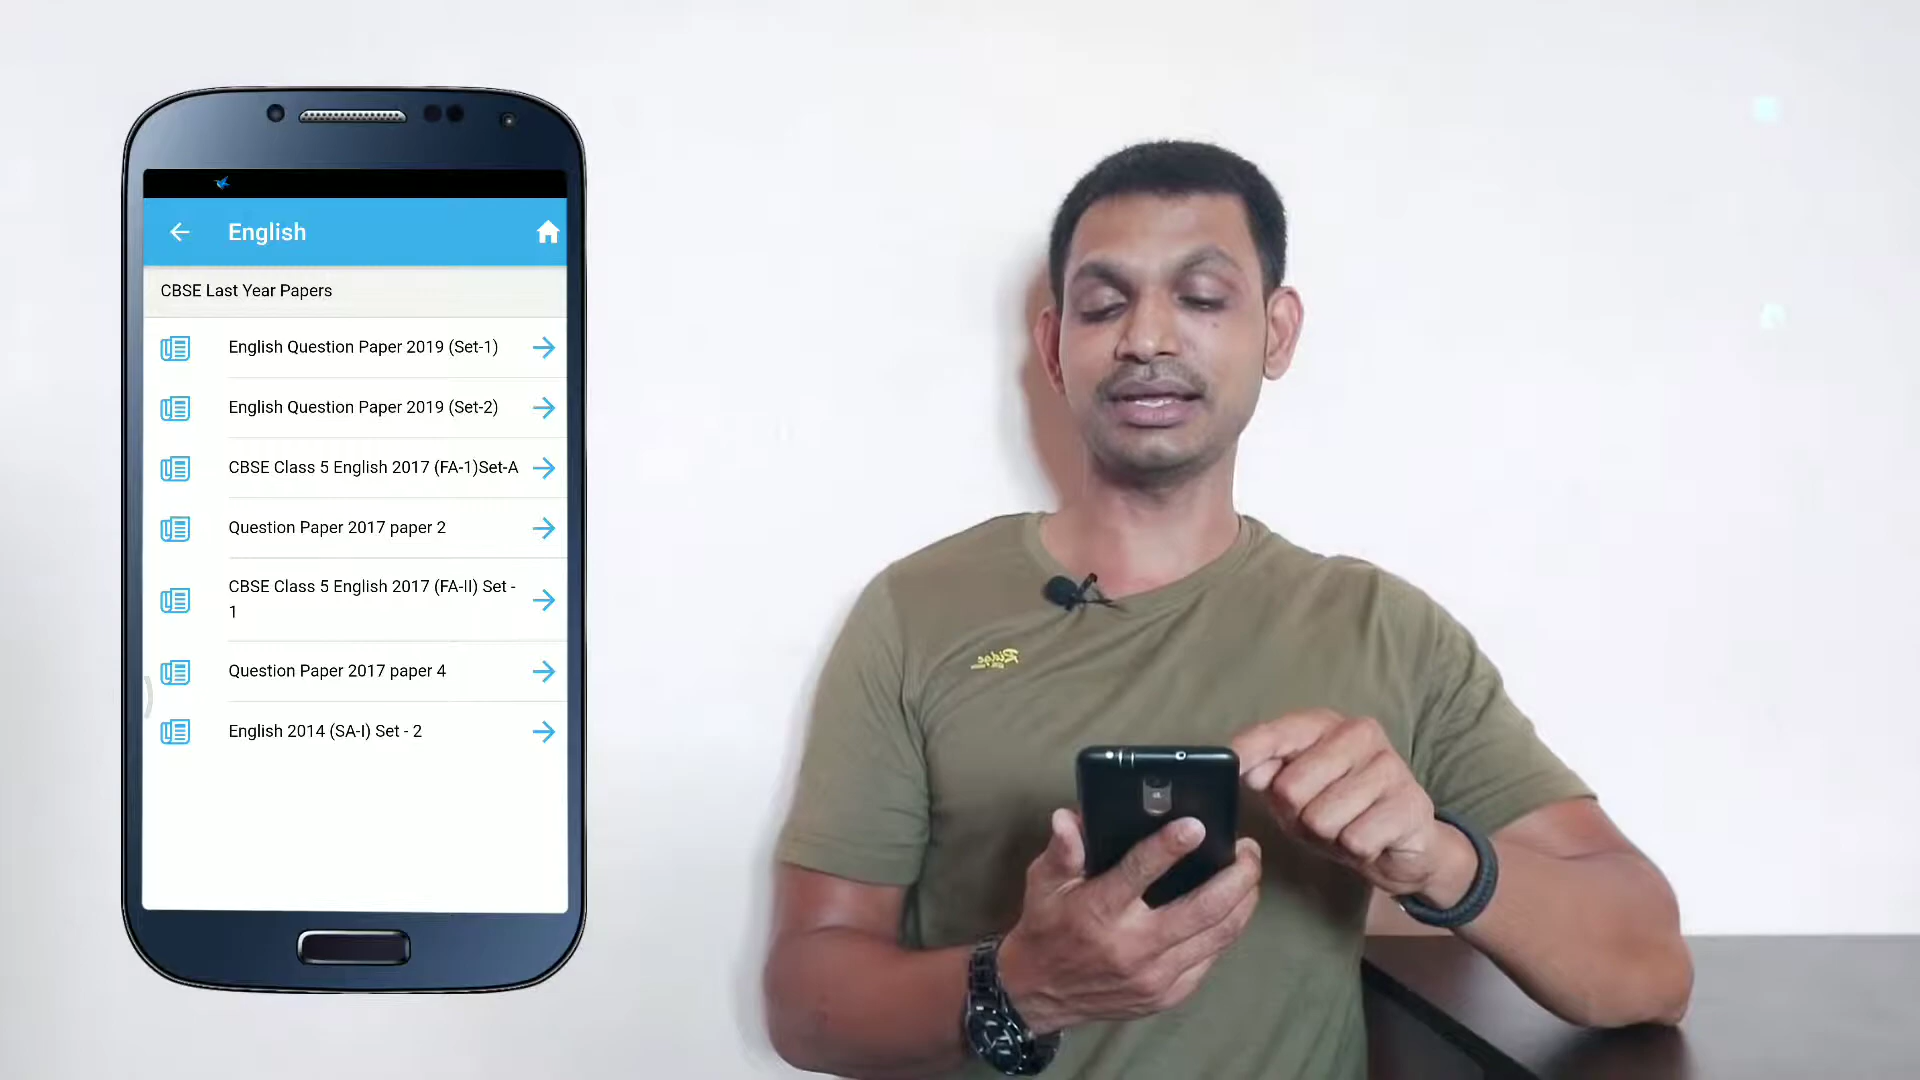 English
CBSE Last Year Papers
English Question Paper 2019 (Set-1)
English Question Paper 2019 (Set-2)
CBSE Class 5 English 2017 (FA-1)Set-A
Question Paper 2017 paper 2
CBSE Class 5 English 2017 (FA-II) Set -
1
Question Paper 2017 paper 4
English 2014 (SA-I) Set - 2
Ridge